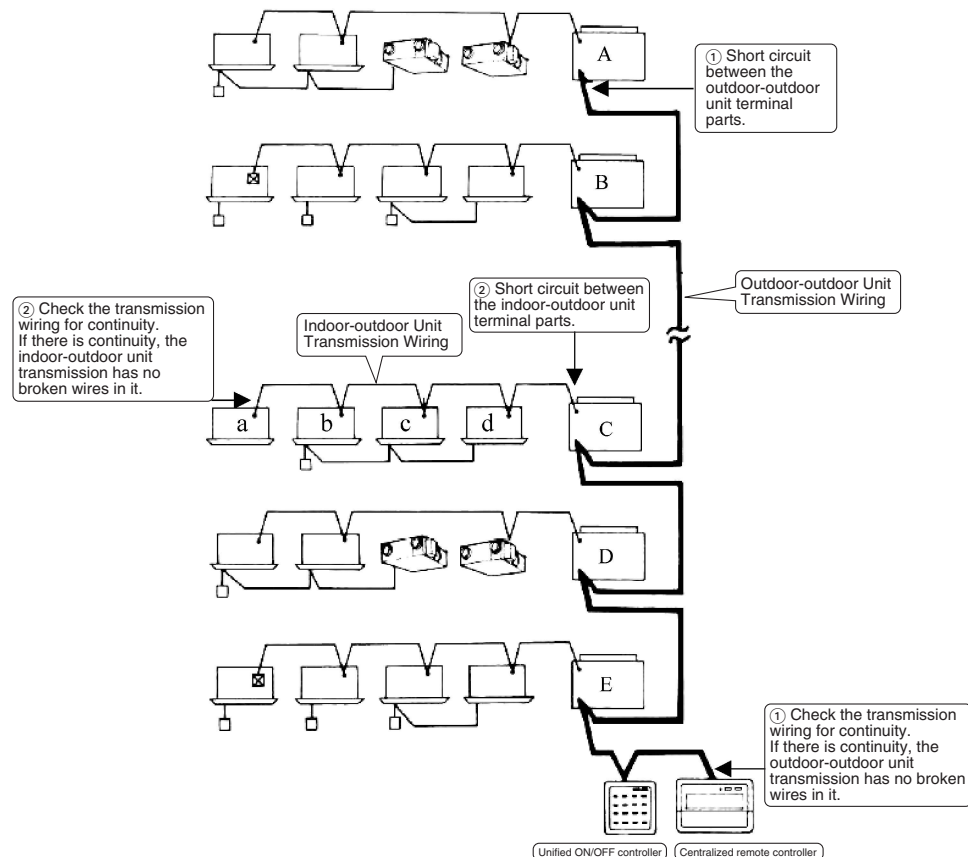 A
① Short circuit
between the
outdoor-outdoor
unit terminal
parts.
B
② Check the transmission
wiring for continuity.
If there is continuity, the
indoor-outdoor unit
transmission has no
broken wires in it.
Indoor-outdoor Unit
Transmission Wiring
② Short circuit between
the indoor-outdoor unit
terminal parts.
Outdoor-outdoor Unit
Transmission Wiring
a b c d C
D
E
① Check the transmission
wiring for continuity.
If there is continuity, the
outdoor-outdoor unit
transmission has no broken
wires in it.
Unified ON/OFF controller
Centralized remote controller